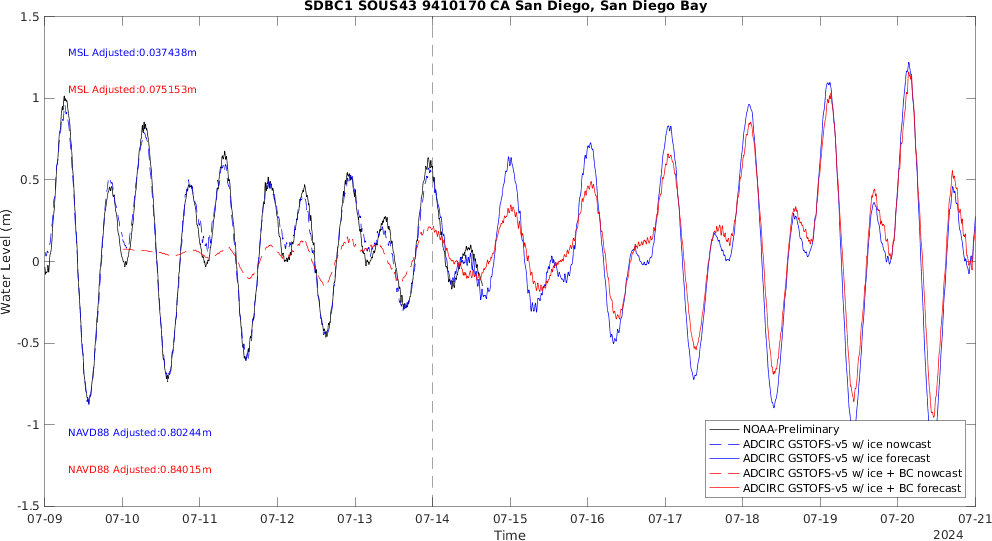 SDBC1 SOUS43 9410170 CA San Diego, San Diego Bay
1.5
MSL Adjusted:0.037438m
MSL Adjusted:0.075153m
1
0.5
Water Level (m)
0
-0.5
-1
NAVD88 Adjusted:0.80244m
NAVD88 Adjusted:0.84015m
NOAA-Preliminary
ADCIRC GSTOFS-v5 w/ ice nowcast
ADCIRC GSTOFS-v5 w/ ice forecast
ADCIRC GSTOFS-v5 w/ ice + BC nowcast
ADCIRC GSTOFS-v5 w/ ice + BC forecast
-1.5
07-09 07-10 07-11 07-12 07-13 07-14 07-15 07-16 07-17 07-18 07-19 07-20 07-21
Time
2024